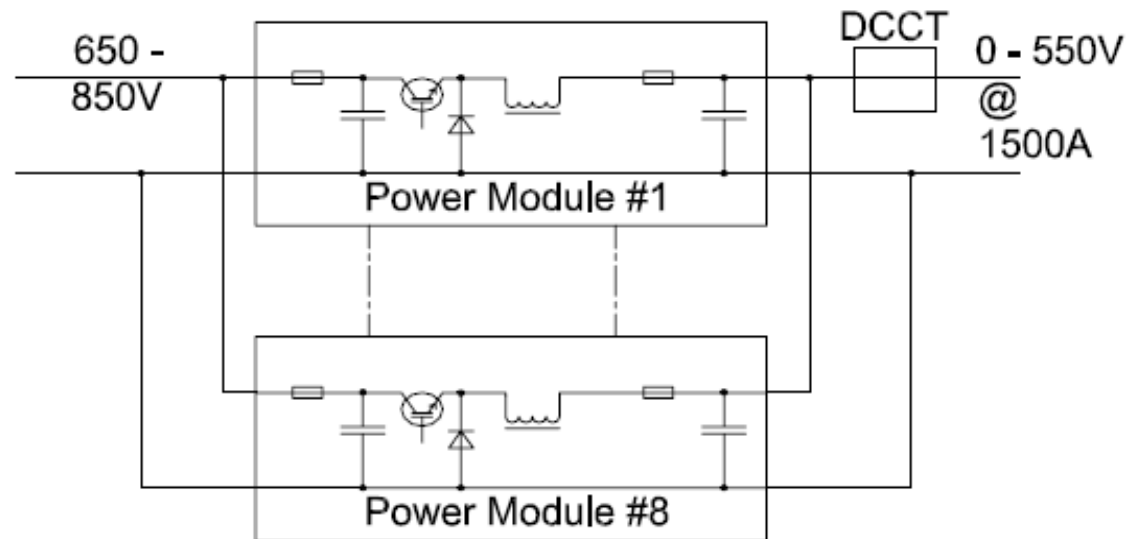 650 -
850V
DCCT
0 - 550V
@
1500A
Power Module #1
Power Module #8